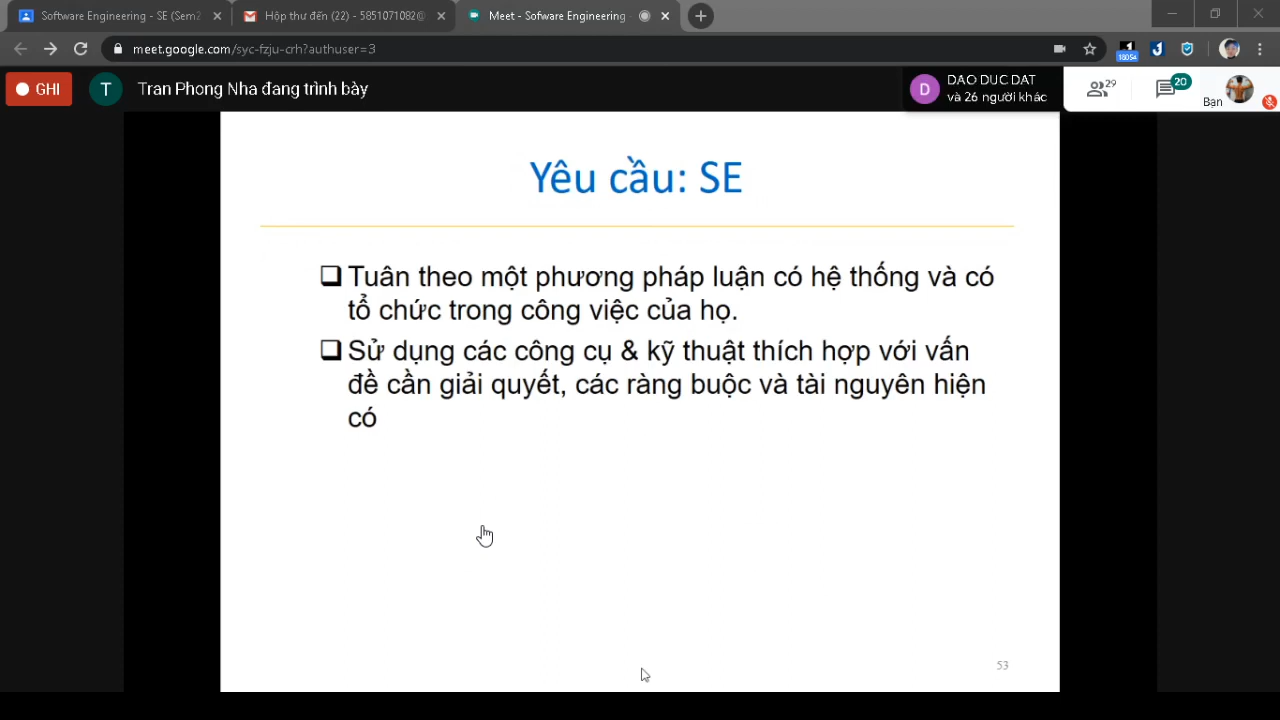 Software Engineering - SE (Sem2
Hộp thư đến (22) - 5851071082@
Meet - Sofware Engineering
meet.google.com/syc-fzju-crh?authuser=3
18054
GHI
T
Tran Phong Nha đang trình bày
D
DAO DUC DAT
và 26 người khác
29
20
Bạn
Yêu cầu: SE
Tuân theo một phương pháp luận có hệ thống và có
tổ chức trong công việc của họ.
Sử dụng các công cụ & kỹ thuật thích hợp với vấn
đề cần giải quyết, các ràng buộc và tài nguyên hiện
có
53